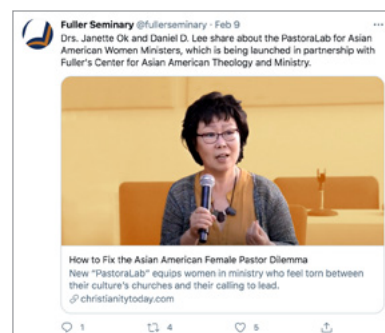 Fuller Seminary @fullerseminary · Feb 9
Drs. Janette Ok and Daniel D. Lee share about the PastoraLab for Asian
American Women Ministers, which is being launched in partnership with
Fuller's Center for Asian American Theology and Ministry.
How to Fix the Asian American Female Pastor Dilemma
New "PastoraLab" equips women in ministry who feel torn between
their culture's churches and their calling to lead.
christianitytoday.com
1 4 5